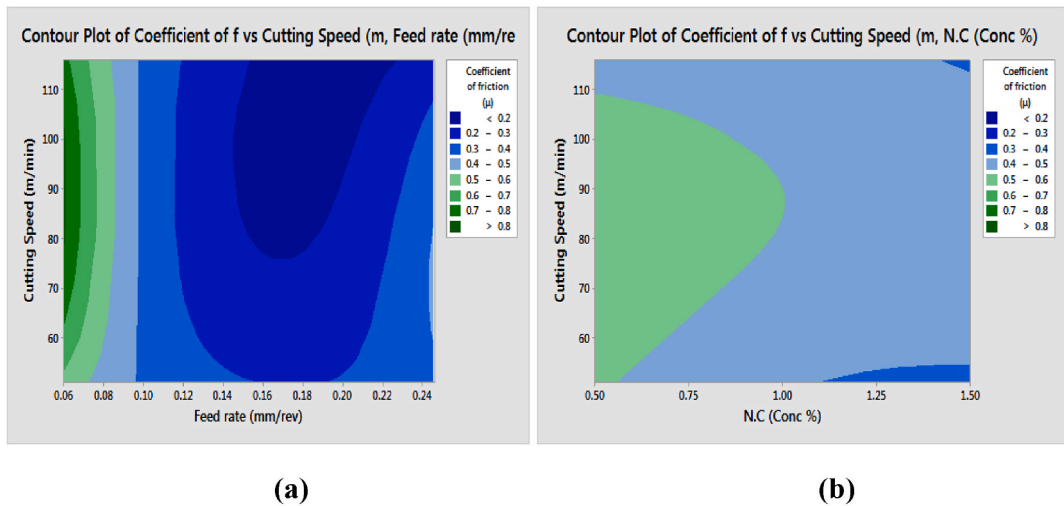 Contour Plot of Coefficient of f vs Cutting Speed (m, Feed rate (mm/re
Coefficient
of friction
(μ)
< 0.2
0.2 – 0.3
0.3 – 0.4
0.4 – 0.5
0.5 – 0.6
0.6 – 0.7
0.7 – 0.8
> 0.8
Cutting Speed (m/min)
110
100
90
80
70
60
0.06 0.08 0.10 0.12 0.14 0.16 0.18 0.20 0.22 0.24
Feed rate (mm/rev)
(a)
Contour Plot of Coefficient of f vs Cutting Speed (m, N.C (Conc %)
Coefficient
of friction
(μ)
< 0.2
0.2 – 0.3
0.3 – 0.4
0.4 – 0.5
0.5 – 0.6
0.6 – 0.7
0.7 – 0.8
> 0.8
Cutting Speed (m/min)
110
100
90
80
70
60
0.50 0.75 1.00 1.25 1.50
N.C (Conc %)
(b)